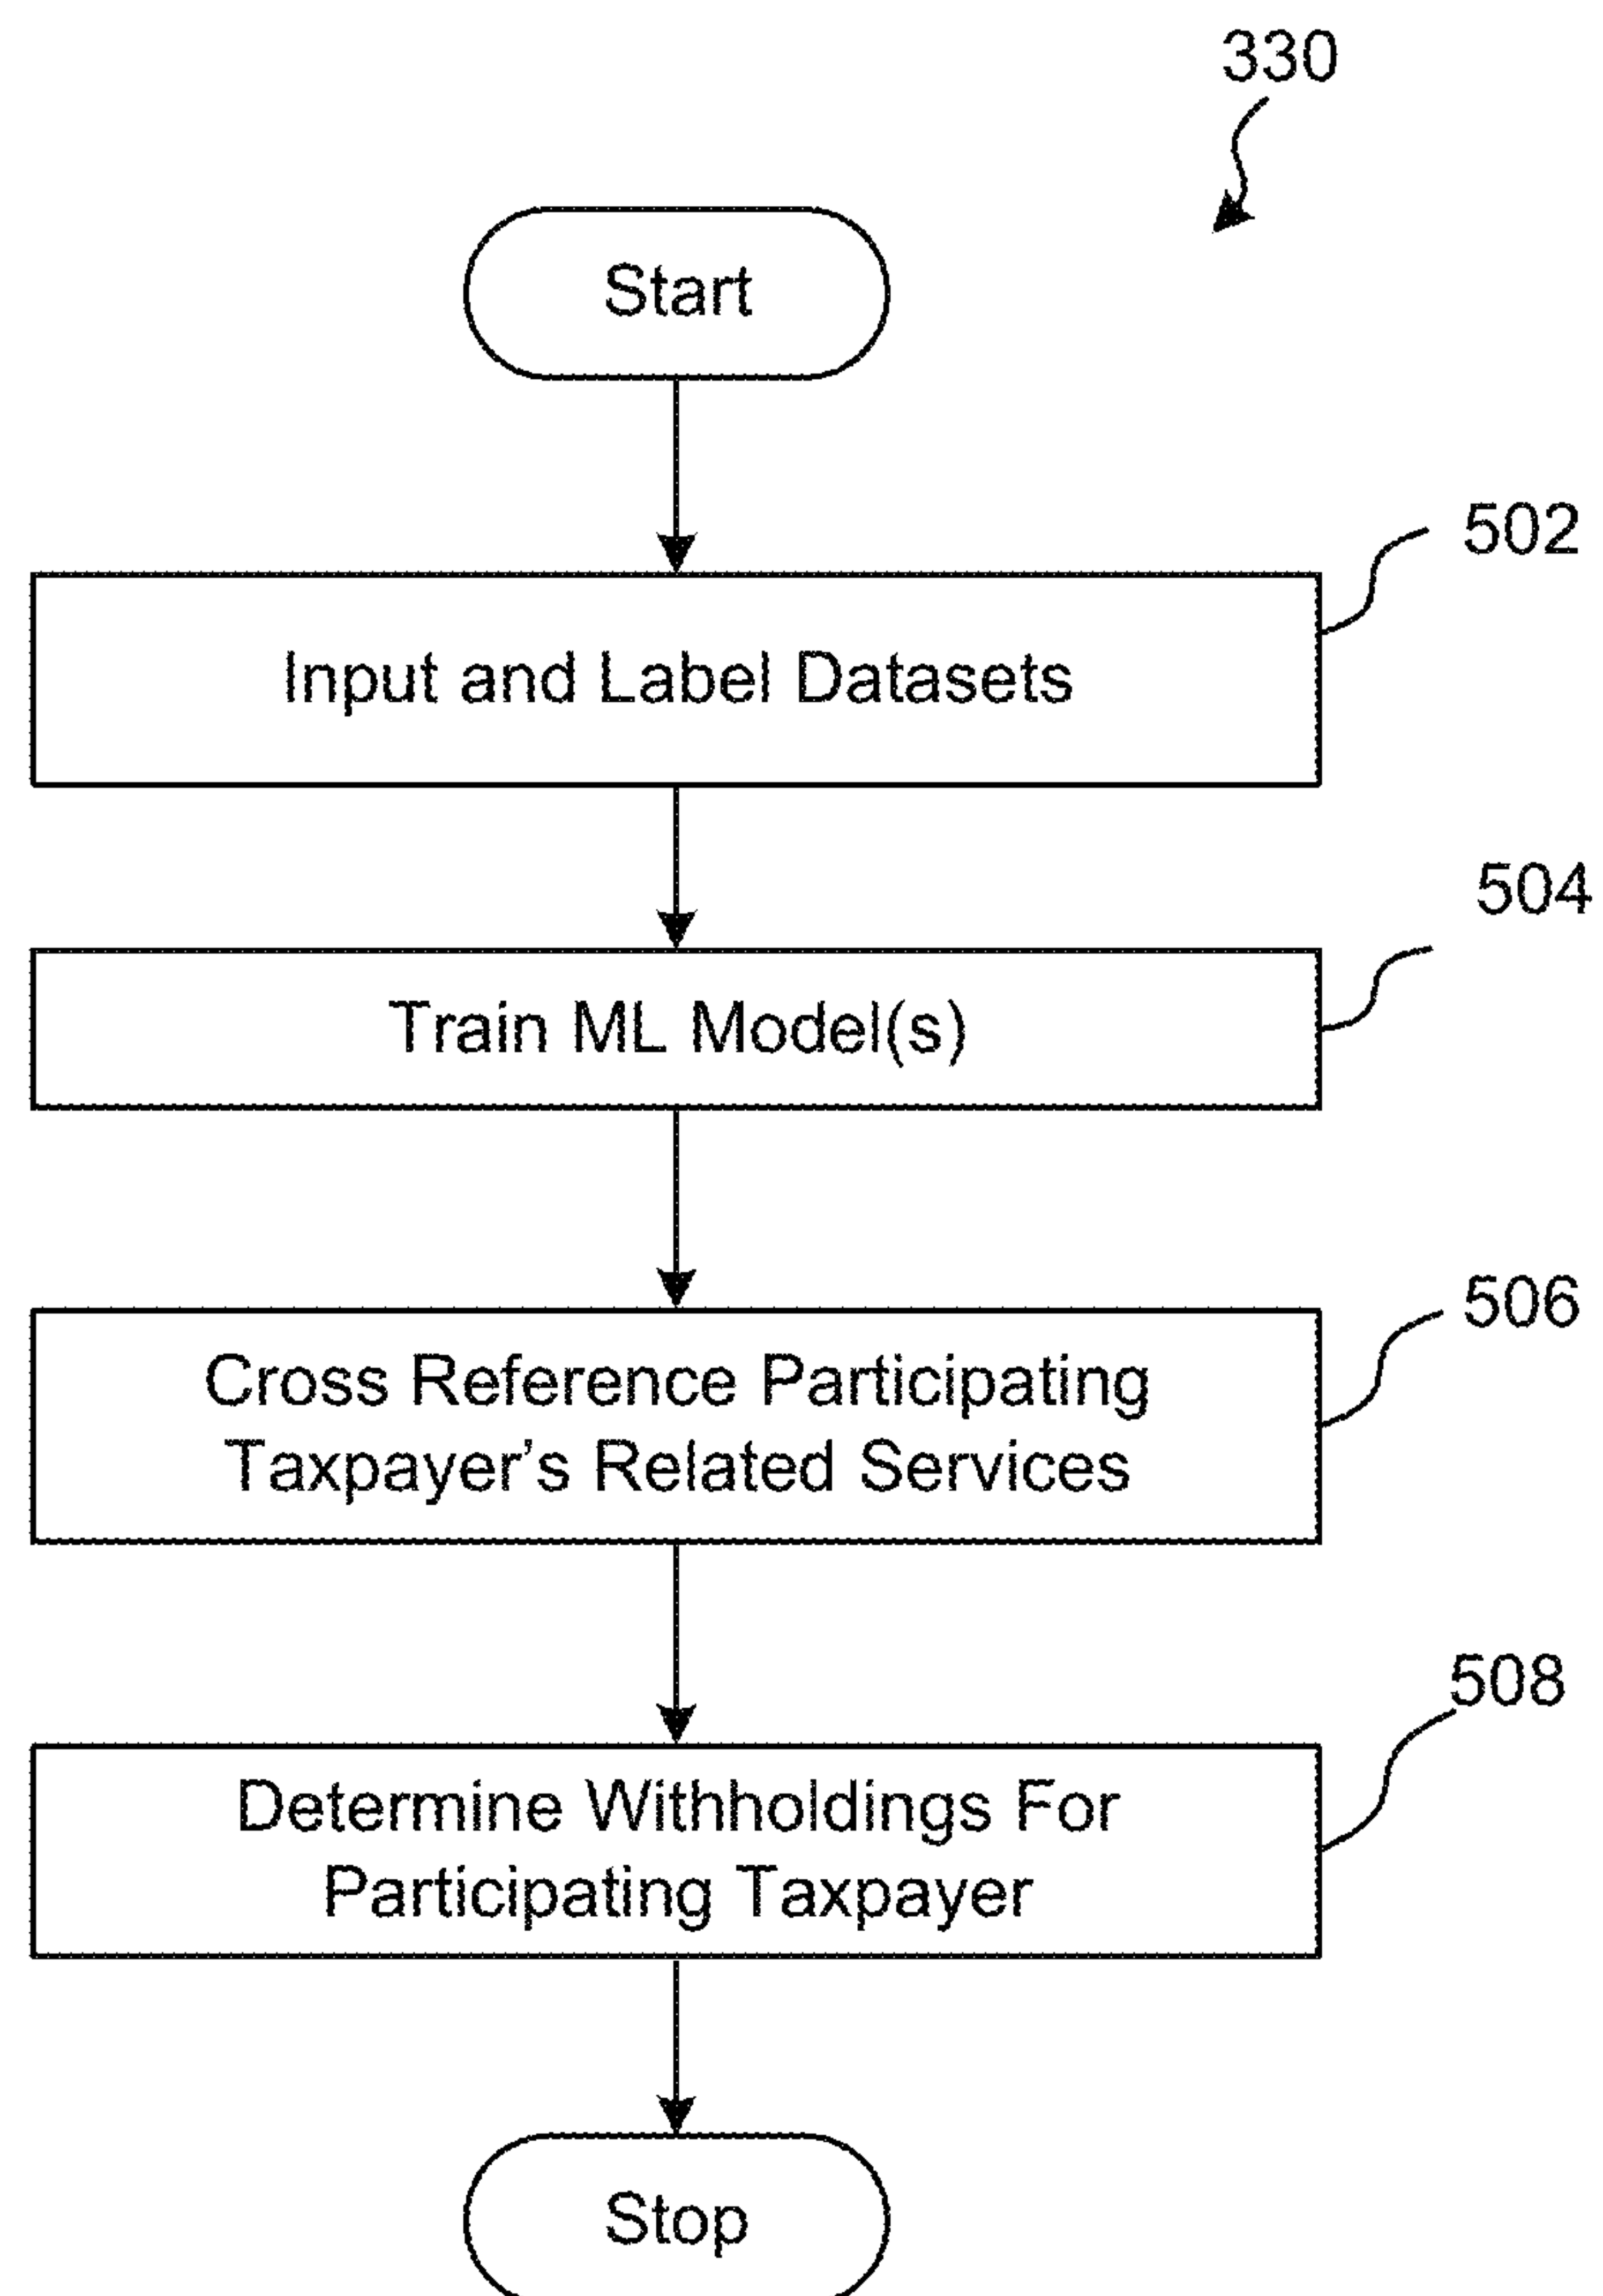 330
Start
502
Input and Label Datasets
504
Train ML Model(s)
506
Cross Reference Participating
Taxpayer’s Related Services
508
Determine Withholdings For
Participating Taxpayer
Stop